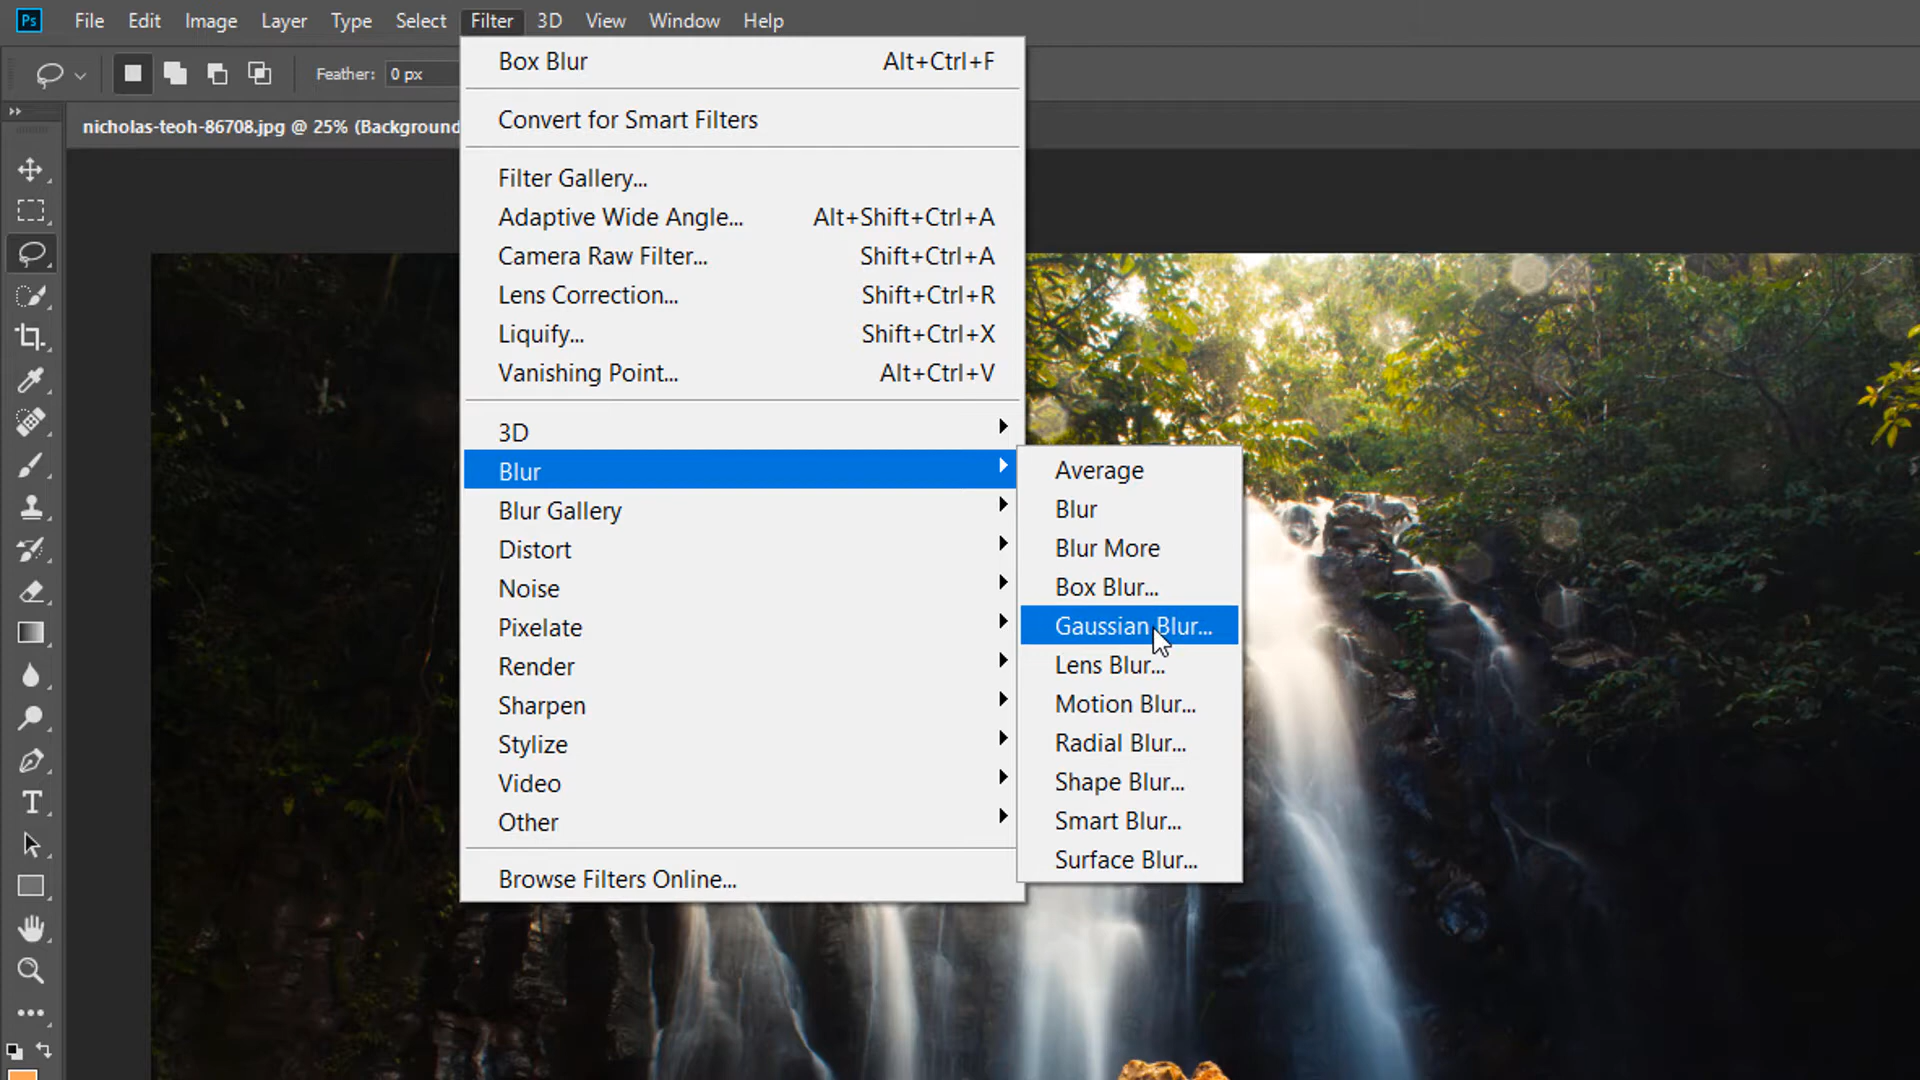 Ps File Edit Image Layer Type Select Filter 3D View Window Help
Feather: 0 px
nicholas-teoh-86708.jpg @ 25% (Background
Box Blur Alt+Ctrl+F
Convert for Smart Filters
Filter Gallery...
Adaptive Wide Angle... Alt+Shift+Ctrl+A
Camera Raw Filter... Shift+Ctrl+A
Lens Correction... Shift+Ctrl+R
Liquify... Shift+Ctrl+X
Vanishing Point... Alt+Ctrl+V
3D
Blur
Blur Gallery
Distort
Noise
Pixelate
Render
Sharpen
Stylize
Video
Other
Browse Filters Online...
Average
Blur
Blur More
Box Blur...
Gaussian Blur...
Lens Blur...
Motion Blur...
Radial Blur...
Shape Blur...
Smart Blur...
Surface Blur...